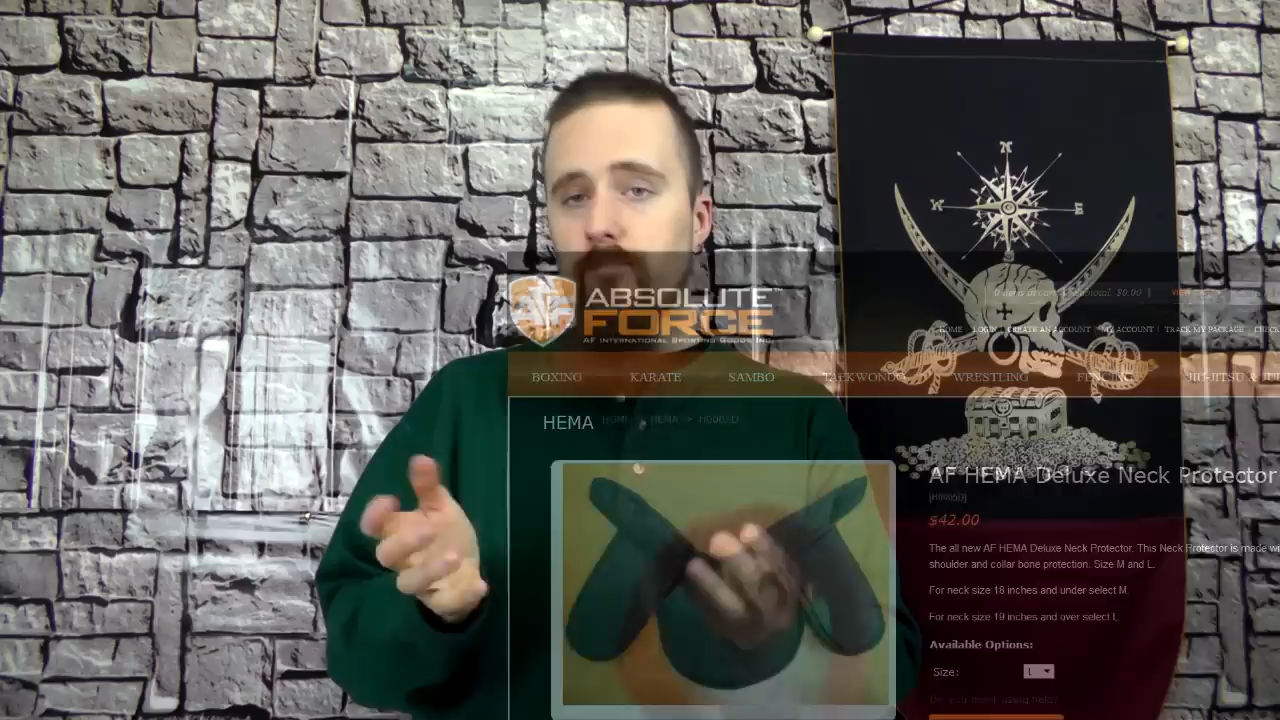 N
W E
ABSOLUTE
FORCE
AF INTERNATIONAL SPORTING GOODS INC.
HOME | LOGIN | CREATE AN ACCOUNT | MY ACCOUNT | TRACK MY PACKAGE
BOXING KARATE SAMBO TAEKWONDO WRESTLING FENCING
HEMA
AF HEMA Deluxe Neck Protector
$42.00
The all new AF HEMA Deluxe Neck Protector. This Neck Protector is made
shoulder and collar bone protection. Size M and L.
For neck size 18 inches and under select M.
For neck size 19 inches and over select L.
Available Options:
Size: L